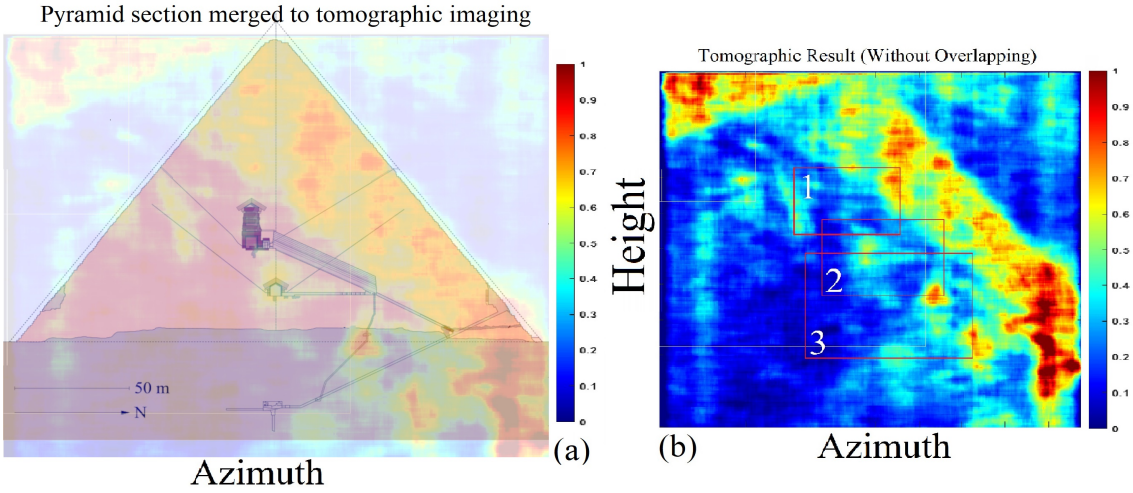 Pyramid section merged to tomographic imaging
1
0.9
0.8
0.7
0.6
0.5
0.4
0.3
0.2
0.1
0
50 m
N
(a)
Azimuth
Tomographic Result (Without Overlapping)
Height
1
2
3
1
0.9
0.8
0.7
0.6
0.5
0.4
0.3
0.2
0.1
0
(b)
Azimuth